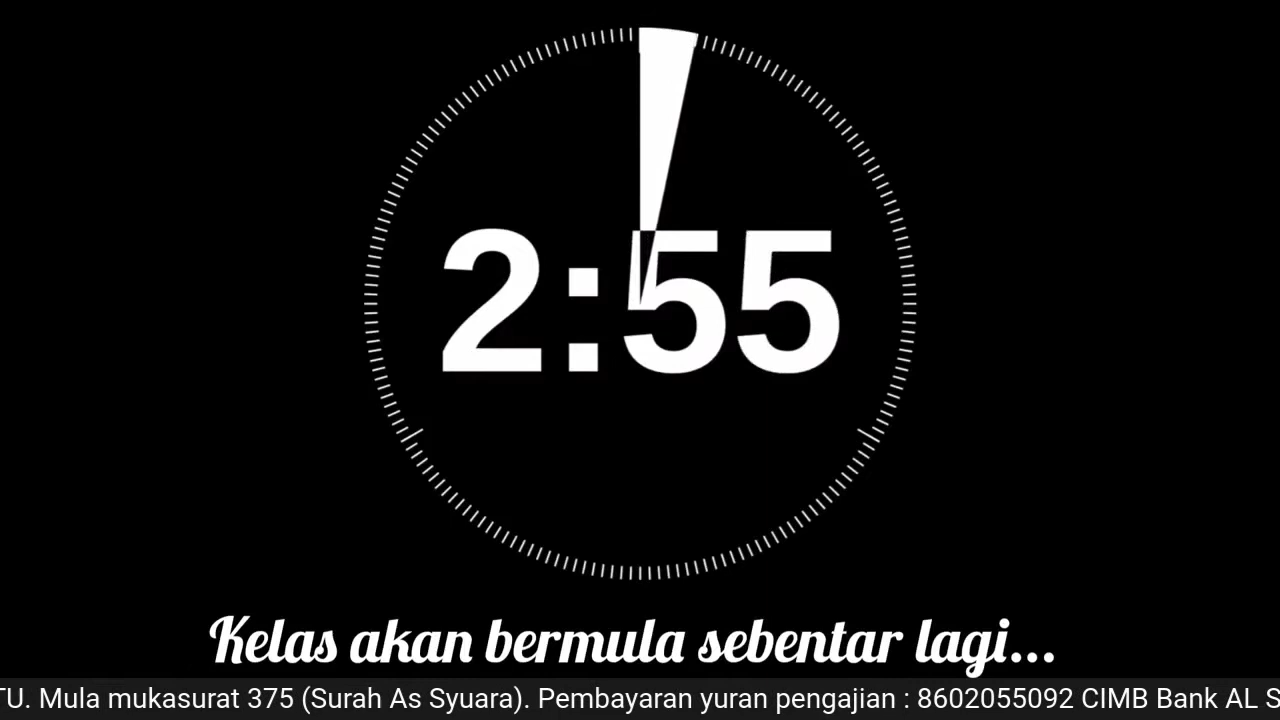 2:55
Kelas akan bermula sebentar lagi...
TU. Mula mukasurat 375 (Surah As Syuara). Pembayaran yuran pengajian : 8602055092 CIMB Bank AL S